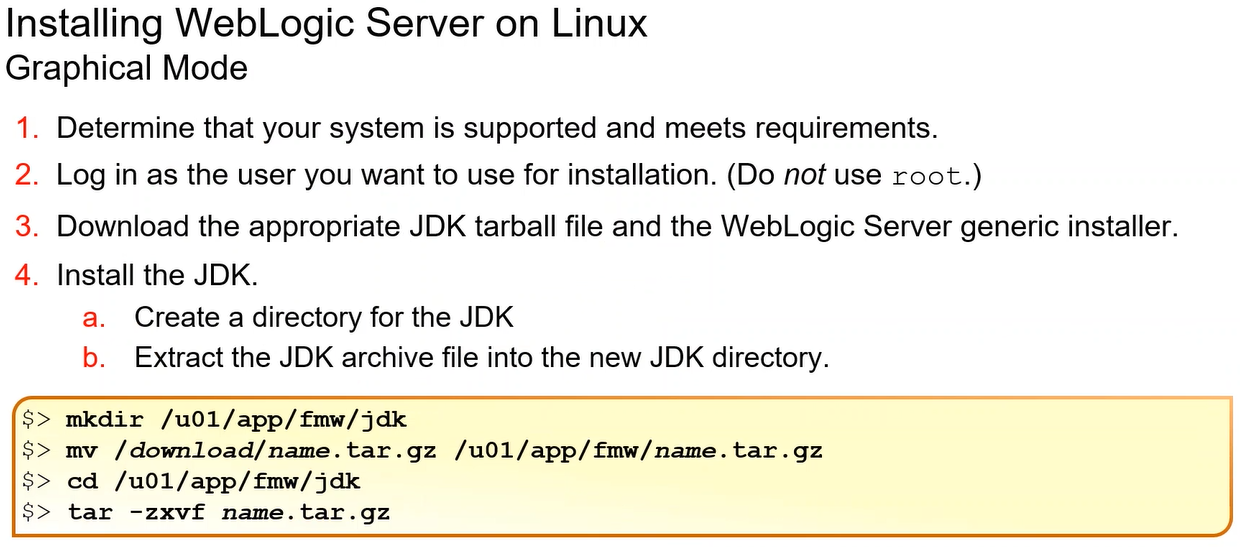 Installing WebLogic Server on Linux
Graphical Mode
1. Determine that your system is supported and meets requirements.
2. Log in as the user you want to use for installation. (Do not use root.)
3. Download the appropriate JDK tarball file and the WebLogic Server generic installer.
4. Install the JDK.
a. Create a directory for the JDK
b. Extract the JDK archive file into the new JDK directory.
$> mkdir /u01/app/fmw/jdk
$> mv /download/name.tar.gz /u01/app/fmw/name.tar.gz
$> cd /u01/app/fmw/jdk
$> tar -zxvf name.tar.gz